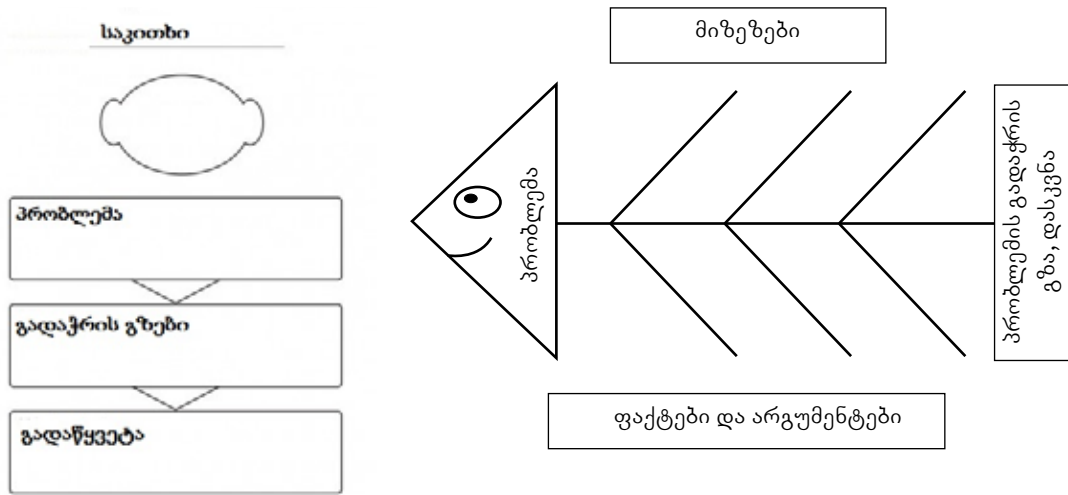 საკითხი
პრობლემა
გადაჭრის გზები
გადაწყვეტა
მიზეზები
პრობლემა
პრობლემის გადაჭრის
გზა, დასკვნა
ფაქტები და არგუმენტები